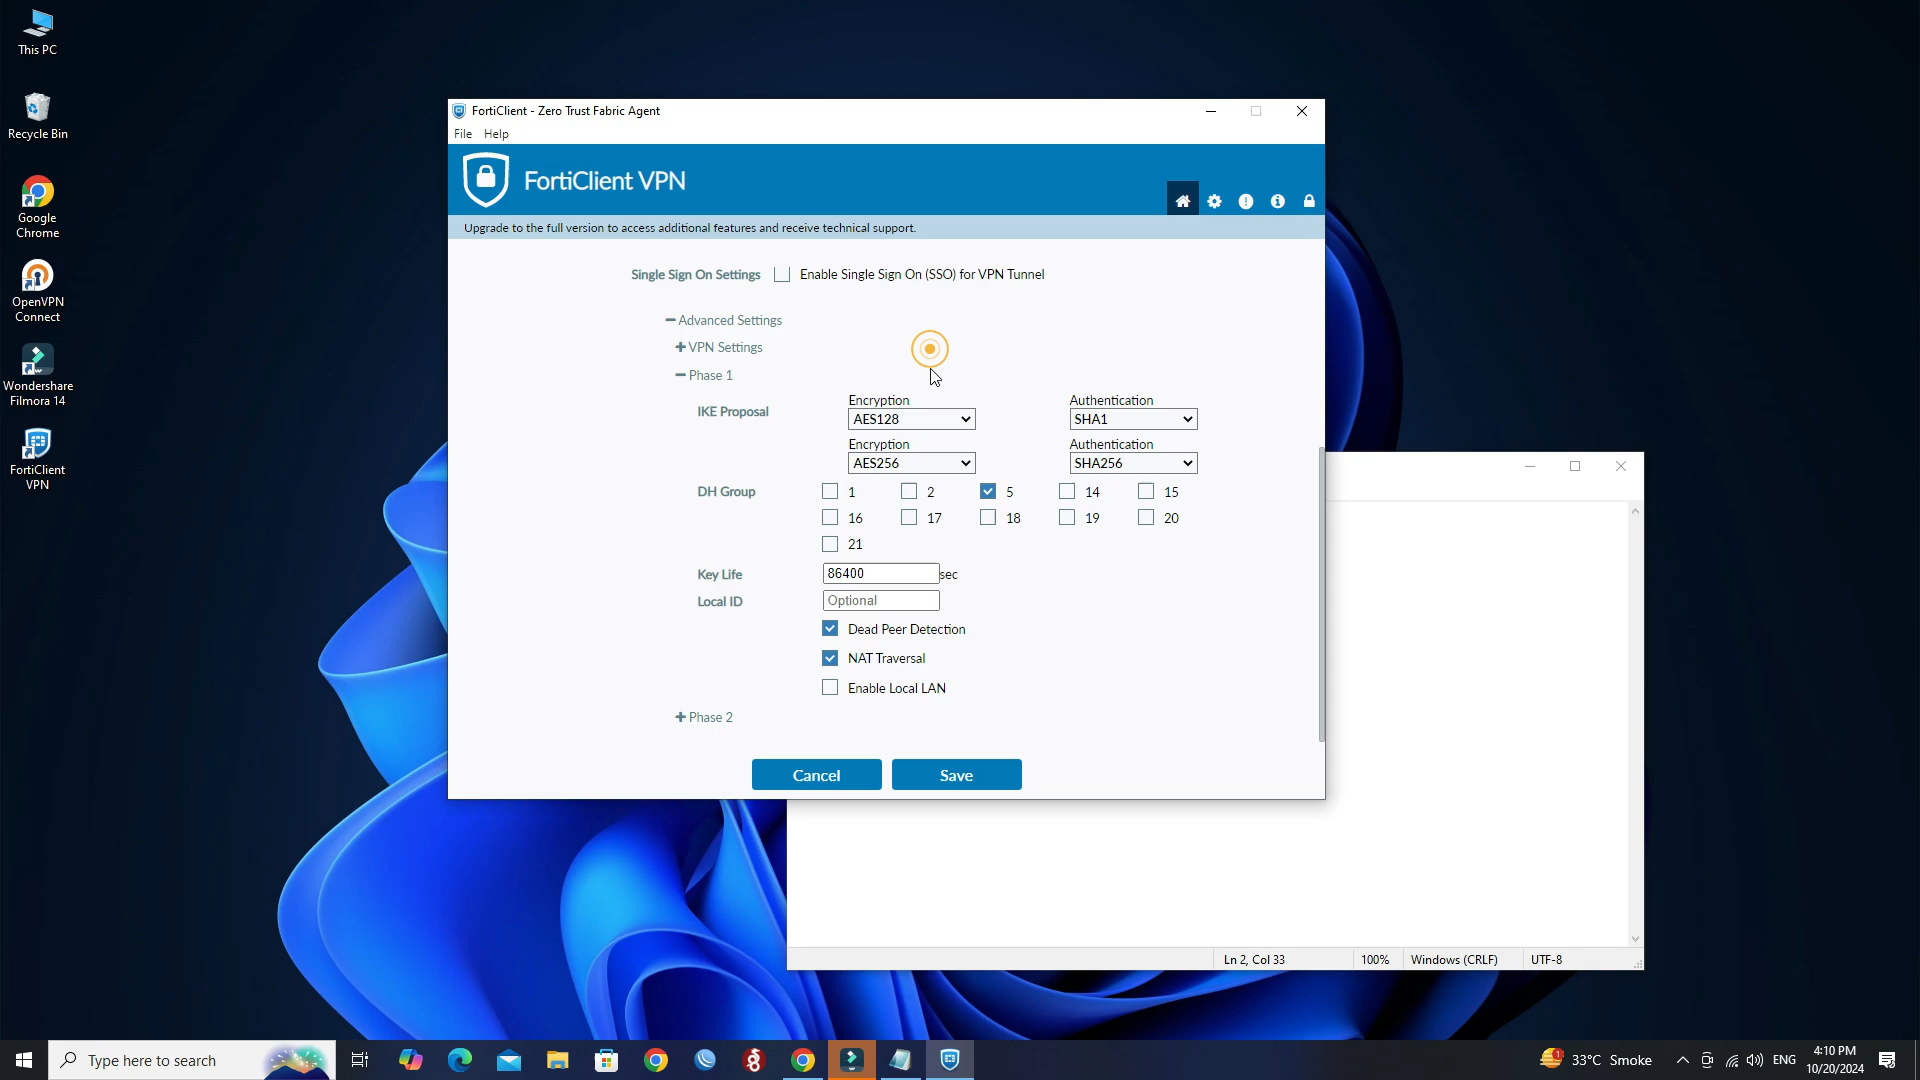 This PC
Recycle Bin
Google
Chrome
OpenVPN
Connect
Wondershare
Filmora 14
FortiClient
VPN
FortiClient - Zero Trust Fabric Agent
File Help
FortiClient VPN
Upgrade to the full version to access additional features and receive technical support.
Single Sign On Settings Enable Single Sign On (SSO) for VPN Tunnel
Advanced Settings
VPN Settings
Phase 1
IKE Proposal
Encryption Authentication
AES128 SHA1
Encryption Authentication
AES256 SHA256
DH Group 1 2 5 14 15
16 17 18 19 20
21
Key Life 86400 sec
Local ID Optional
Dead Peer Detection
NAT Traversal
Enable Local LAN
Phase 2
Cancel Save
Ln 2, Col 33 100% Windows (CRLF) UTF-8
Type here to search
1
33°C Smoke
ENG
4:10 PM
10/20/2024